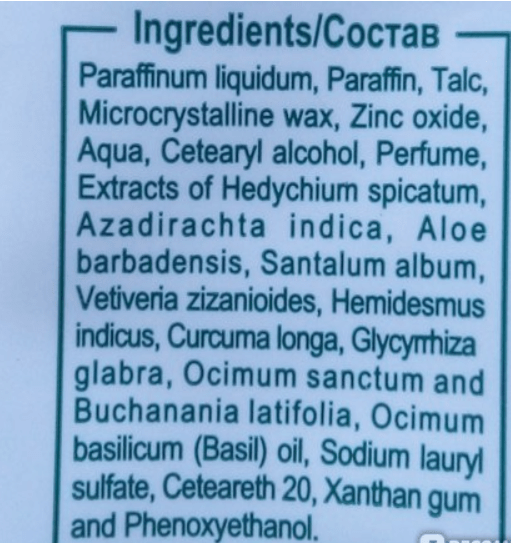 Ingredients/Состав
Paraffinum liquidum, Paraffin, Talc,
Microcrystalline wax, Zinc oxide,
Aqua, Cetearyl alcohol, Perfume,
Extracts of Hedychium spicatum,
Azadirachta indica, Aloe
barbadensis, Santalum album,
Vetiveria zizanioides, Hemidesmus
indicus, Curcuma longa, Glycyrrhiza
glabra, Ocimum sanctum and
Buchanania latifolia, Ocimum
basilicum (Basil) oil, Sodium lauryl
sulfate, Ceteareth 20, Xanthan gum
and Phenoxyethanol.